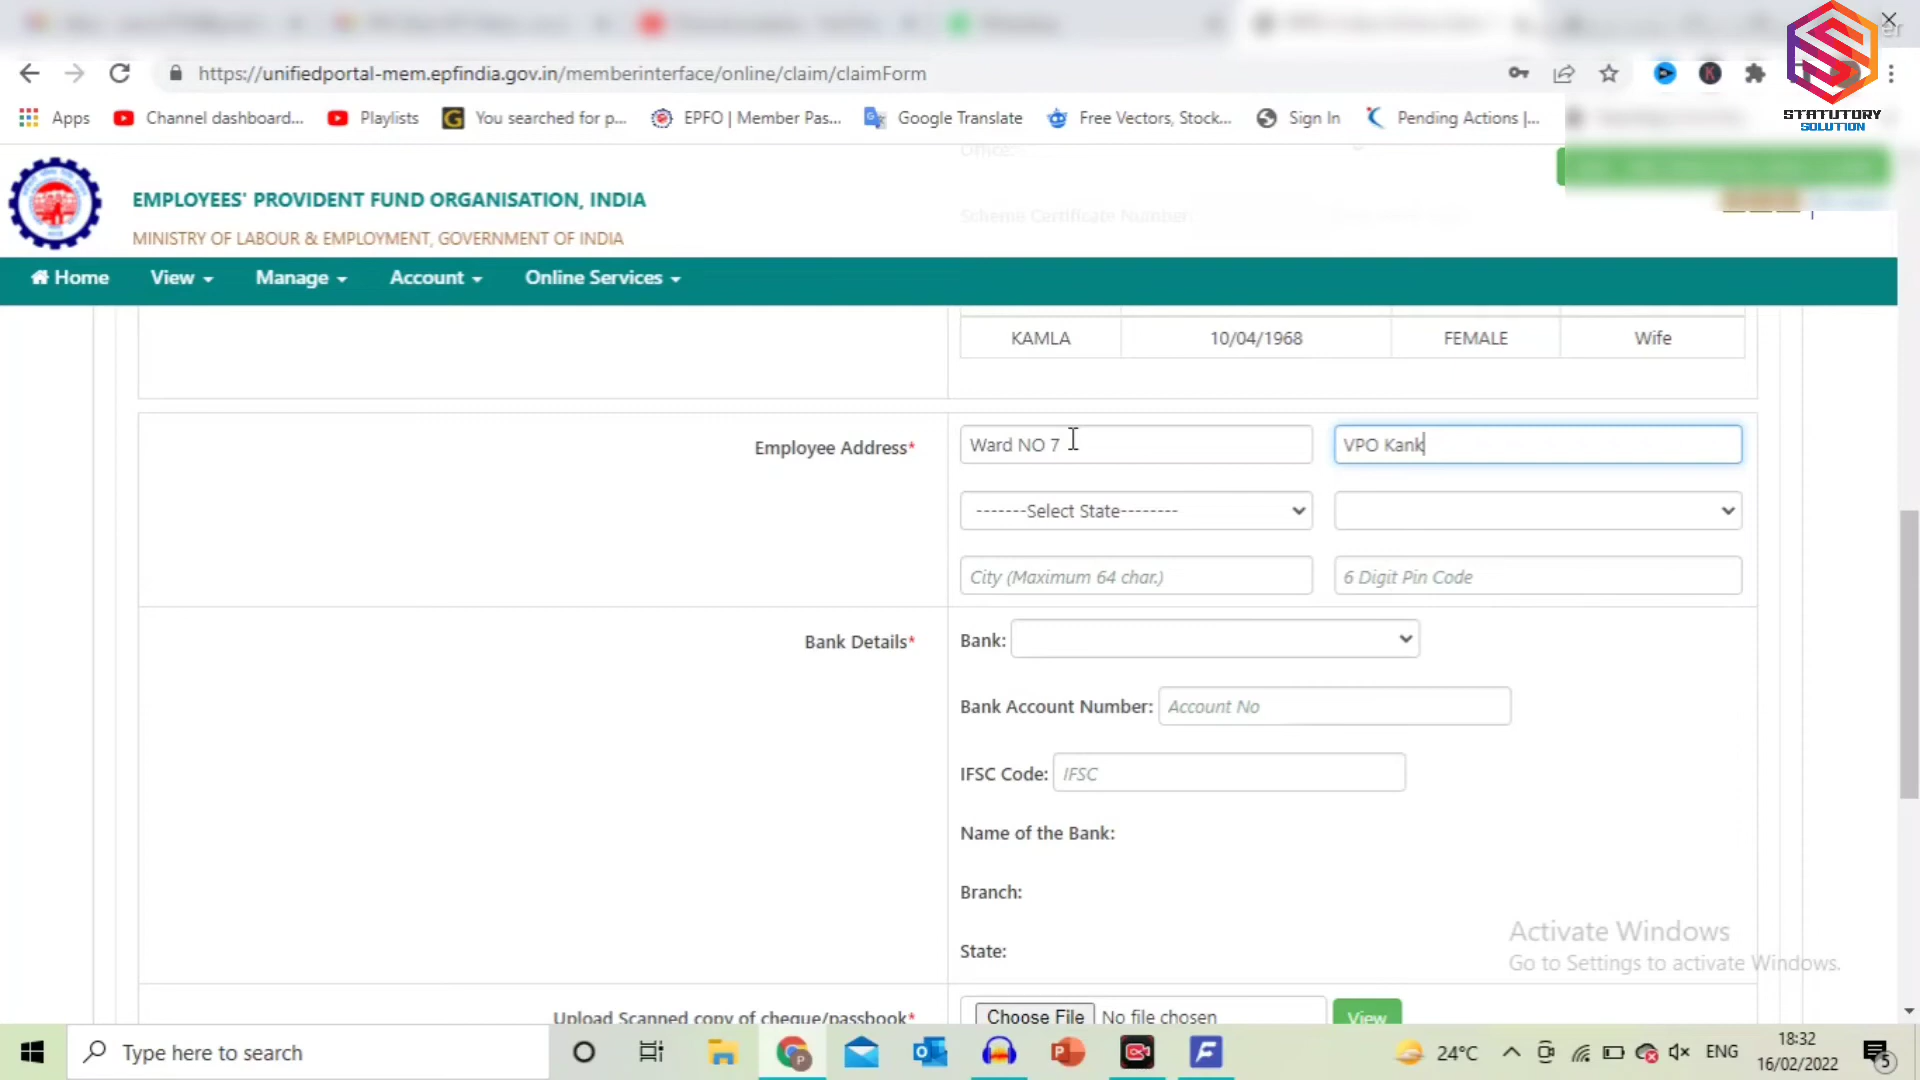 https://unifiedportal-mem.epfindia.gov.in/memberinterface/online/claim/claimForm
Apps Channel dashboard... Playlists You searched for p... EPFO | Member Pas... Google Translate Free Vectors, Stock... Sign In Pending Actions |...
STATUTORY
SOLUTION
Office:
Scheme Certificate Number
EMPLOYEES' PROVIDENT FUND ORGANISATION, INDIA
MINISTRY OF LABOUR & EMPLOYMENT, GOVERNMENT OF INDIA
Home View Manage Account Online Services
KAMLA 10/04/1968 FEMALE Wife
Employee Address* Ward NO 7 VPO Kank
-------Select State--------
City (Maximum 64 char.) 6 Digit Pin Code
Bank Details* Bank:
Bank Account Number: Account No
IFSC Code: IFSC
Name of the Bank:
Branch:
State:
Activate Windows
Go to Settings to activate Windows.
Upload Scanned copy of cheque/passbook* Choose File No file chosen View
Type here to search
24°C ENG 18:32
16/02/2022 5